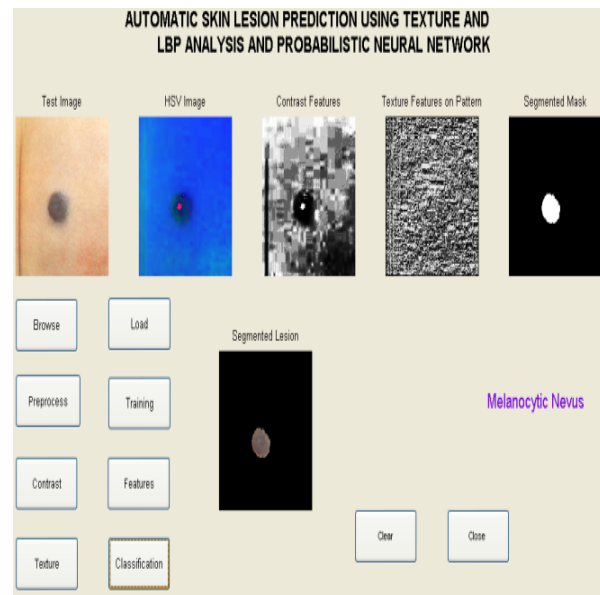 AUTOMATIC SKIN LESION PREDICTION USING TEXTURE AND
LBP ANALYSIS AND PROBABILISTIC NEURAL NETWORK
Test Image
HSV Image
Contrast Features
Texture Features on Pattern
Segmented Mask
Browse
Load
Segmented Lesion
Preprocess
Training
Melanocytic Nevus
Contrast
Features
Clear
Close
Texture
Classification